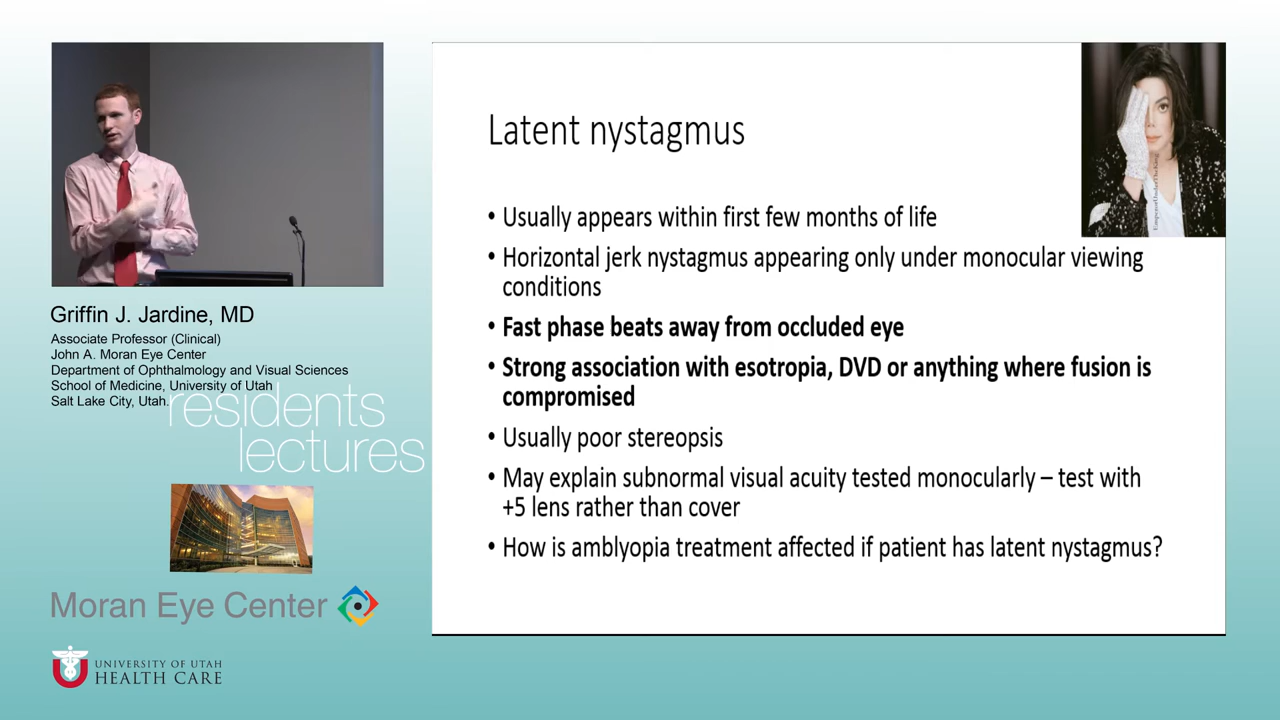 Latent nystagmus
• Usually appears within first few months of life
• Horizontal jerk nystagmus appearing only under monocular viewing
conditions
• Fast phase beats away from occluded eye
• Strong association with esotropia, DVD or anything where fusion is
compromised
• Usually poor stereopsis
• May explain subnormal visual acuity tested monocularly – test with
+5 lens rather than cover
• How is amblyopia treatment affected if patient has latent nystagmus?
Griffin J. Jardine, MD
Associate Professor (Clinical)
John A. Moran Eye Center
Department of Ophthalmology and Visual Sciences
School of Medicine, University of Utah
Salt Lake City, Utah.
residents
lectures
Moran Eye Center
UNIVERSITY OF UTAH
HEALTH CARE